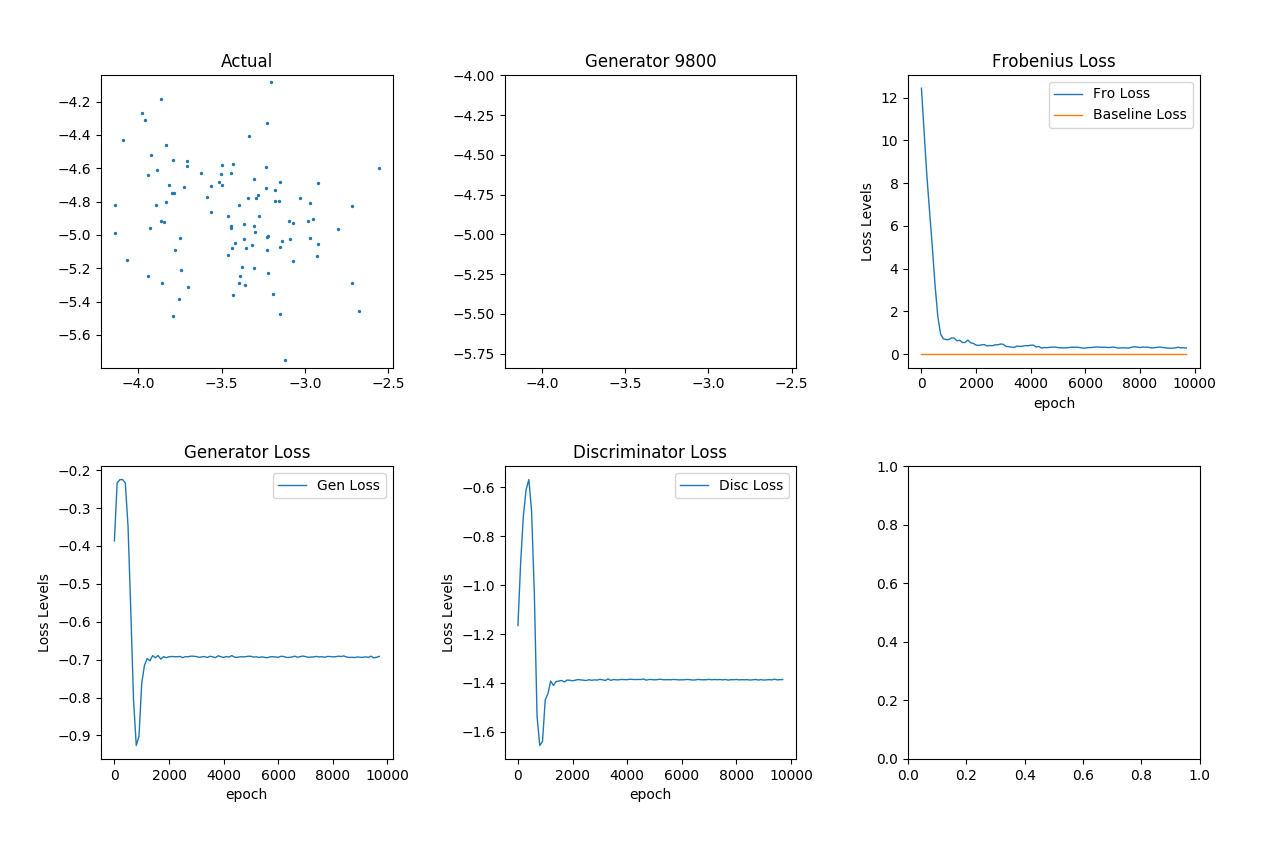 Actual
−4.2
−4.4
−4.6
−4.8
−5.0
−5.2
−5.4
−5.6
−4.0 −3.5 −3.0 −2.5
Generator 9800
−4.00
−4.25
−4.50
−4.75
−5.00
−5.25
−5.50
−5.75
−4.0 −3.5 −3.0 −2.5
Frobenius Loss
Fro Loss
Baseline Loss
Loss Levels
12
10
8
6
4
2
0
0 2000 4000 6000 8000 10000
epoch
Generator Loss
Gen Loss
Loss Levels
−0.2
−0.3
−0.4
−0.5
−0.6
−0.7
−0.8
−0.9
0 2000 4000 6000 8000 10000
epoch
Discriminator Loss
Disc Loss
Loss Levels
−0.6
−0.8
−1.0
−1.2
−1.4
−1.6
0 2000 4000 6000 8000 10000
epoch
1.0
0.8
0.6
0.4
0.2
0.0
0.0 0.2 0.4 0.6 0.8 1.0